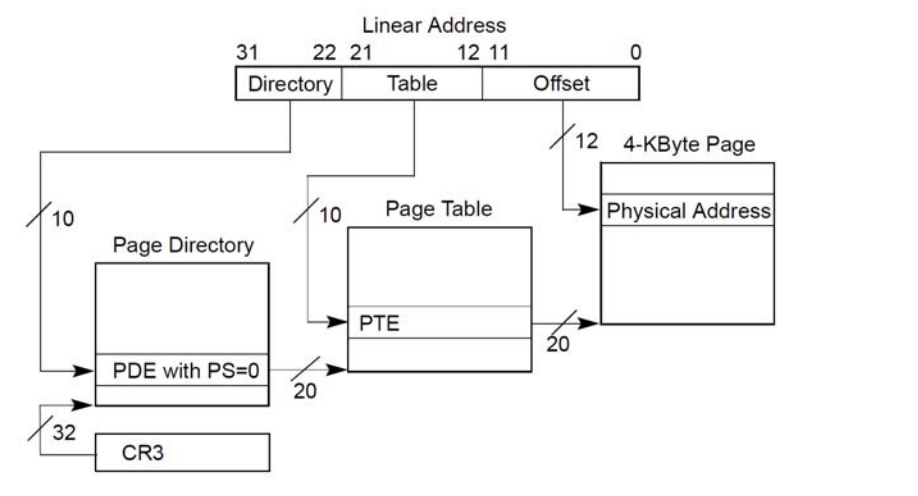 Linear Address
31 22 21 12 11 0
Directory Table Offset
12
4-KByte Page
10
10
Page Table
Physical Address
Page Directory
PTE
20
PDE with PS=0
20
32
CR3